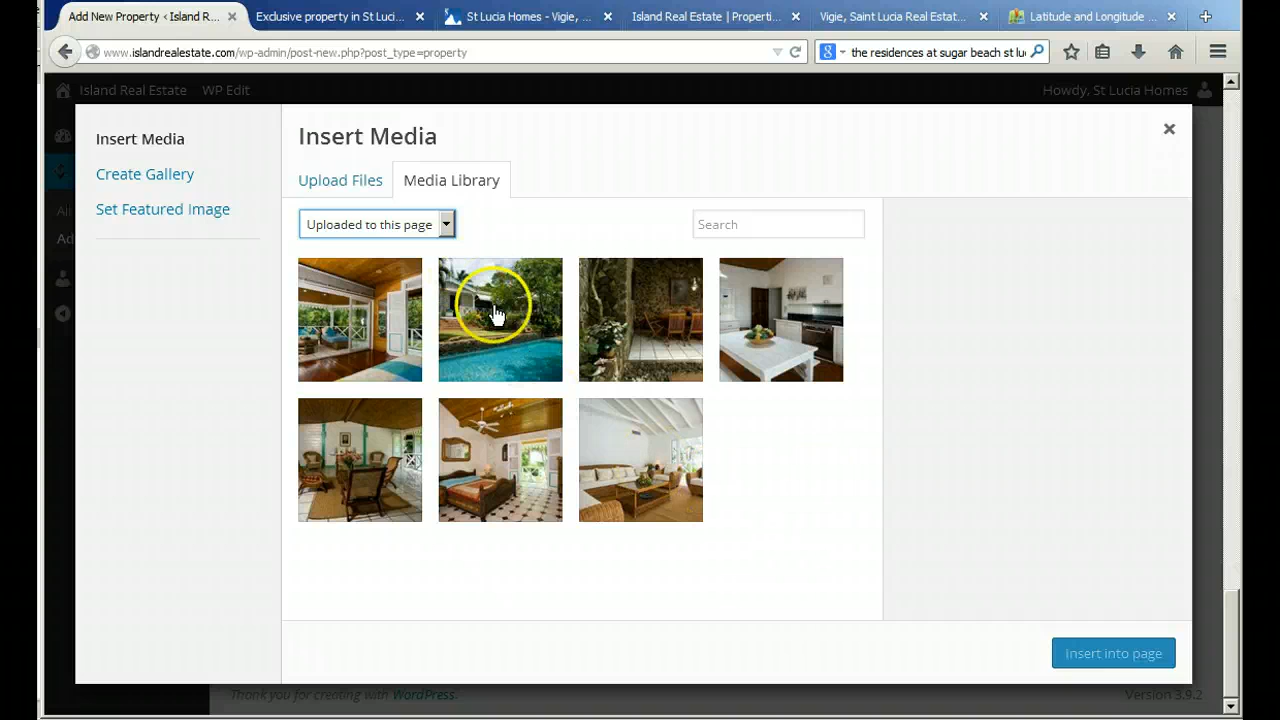 Add New Property ‹ Island R...
Exclusive property in St Luci...
St Lucia Homes - Vigie, ...
Island Real Estate | Properti...
Vigie, Saint Lucia Real Estat...
Latitude and Longitude ...
www.islandrealestate.com/wp-admin/post-new.php?post_type=property
the residences at sugar beach st luc
Island Real Estate
WP Edit
Howdy, St Lucia Homes
Insert Media
Create Gallery
Set Featured Image
Insert Media
Upload Files
Media Library
Uploaded to this page
Search
All
Ad
Insert into page
Thank you for creating with WordPress.
Version 3.9.2